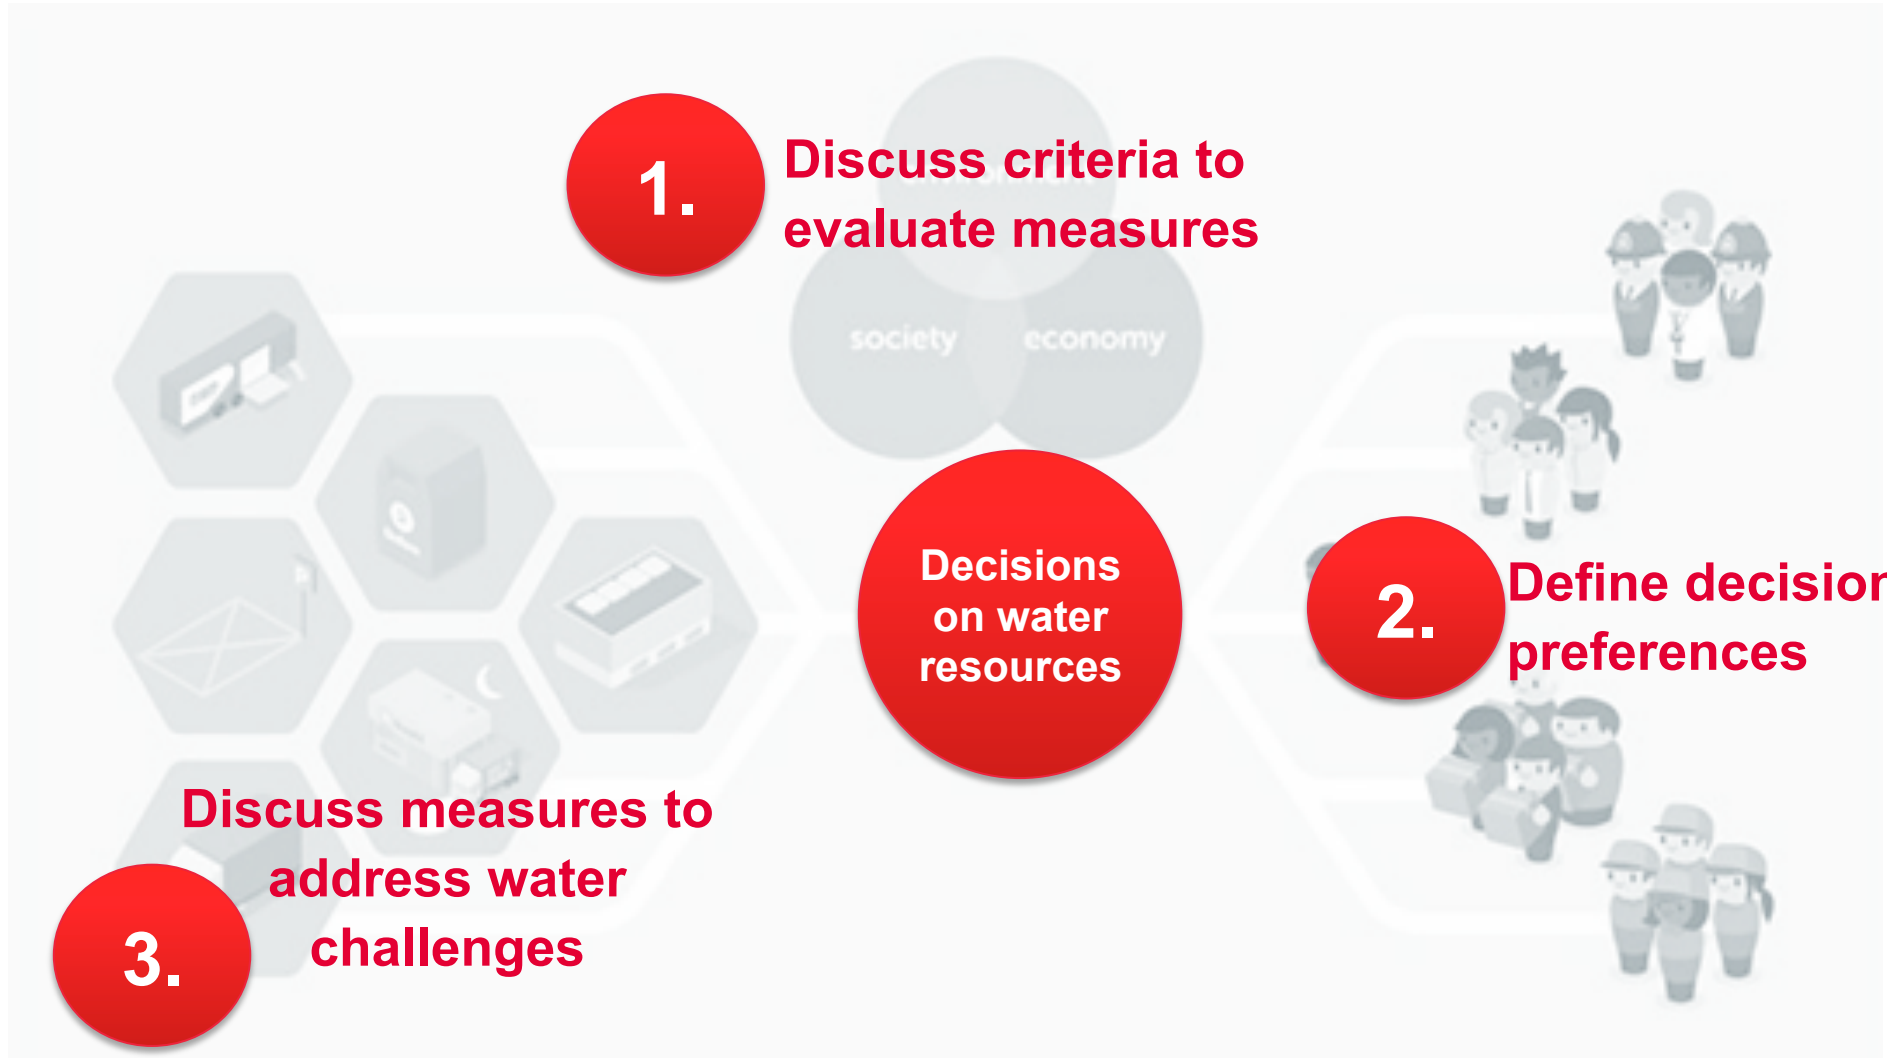 1.
Discuss criteria to
evaluate measures
society
economy
Decisions
on water
resources
2.
Define decision
preferences
Discuss measures to
address water
challenges
3.